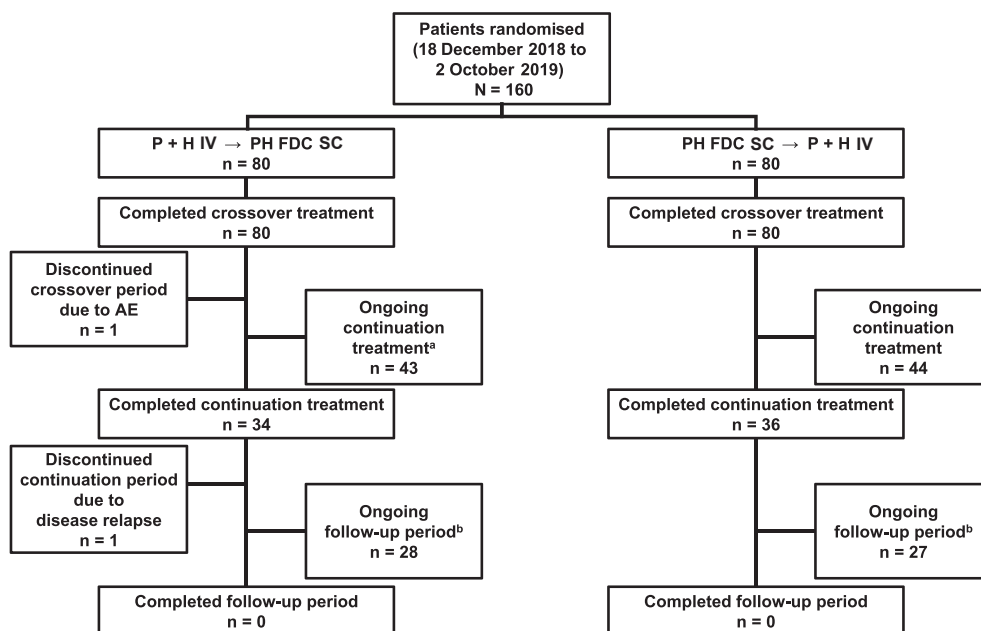 Patients randomised
(18 December 2018 to
2 October 2019)
N = 160
P + H IV → PH FDC SC
n = 80
PH FDC SC → P + H IV
n = 80
Completed crossover treatment
n = 80
Completed crossover treatment
n = 80
Discontinued
crossover period
due to AE
n = 1
Ongoing
continuation
treatmentᵃ
n = 43
Ongoing
continuation
treatment
n = 44
Completed continuation treatment
n = 34
Completed continuation treatment
n = 36
Discontinued
continuation period
due to
disease relapse
n = 1
Ongoing
follow-up periodᵇ
n = 28
Ongoing
follow-up periodᵇ
n = 27
Completed follow-up period
n = 0
Completed follow-up period
n = 0